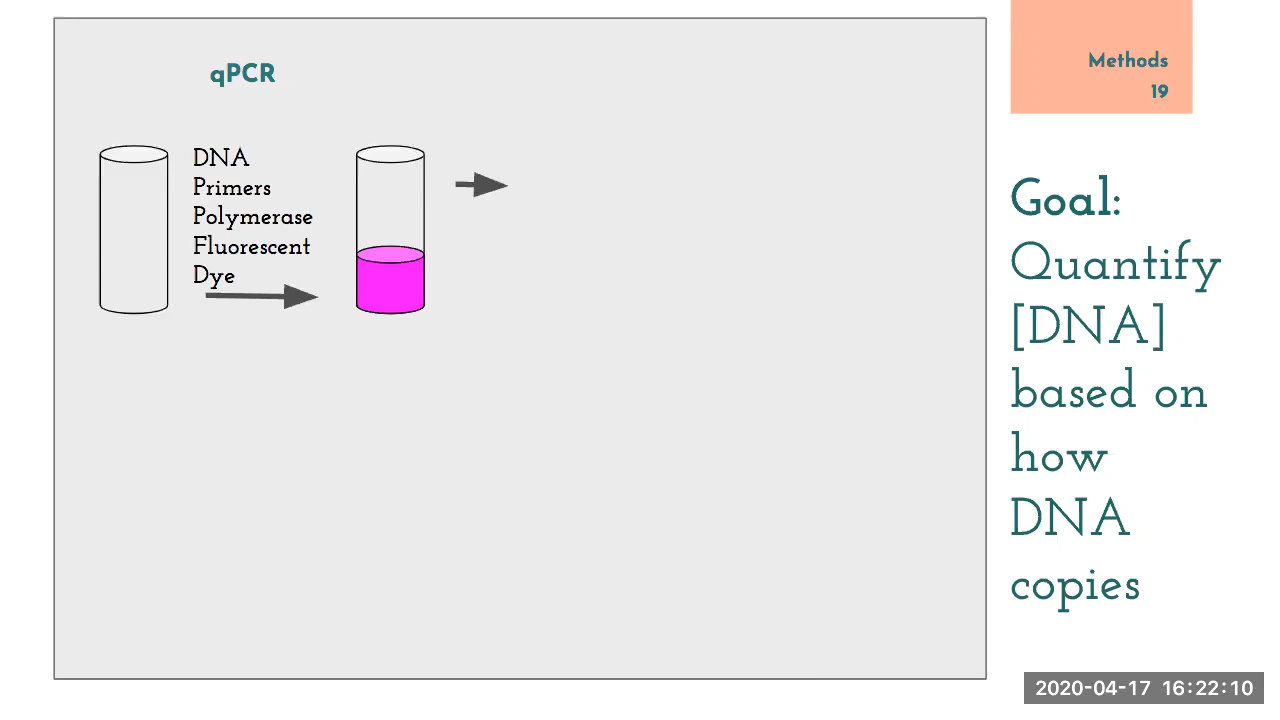 qPCR
DNA
Primers
Polymerase
Fluorescent
Dye
Methods
19
Goal:
Quantify
[DNA]
based on
how
DNA
copies
2020-04-17 16:22:10